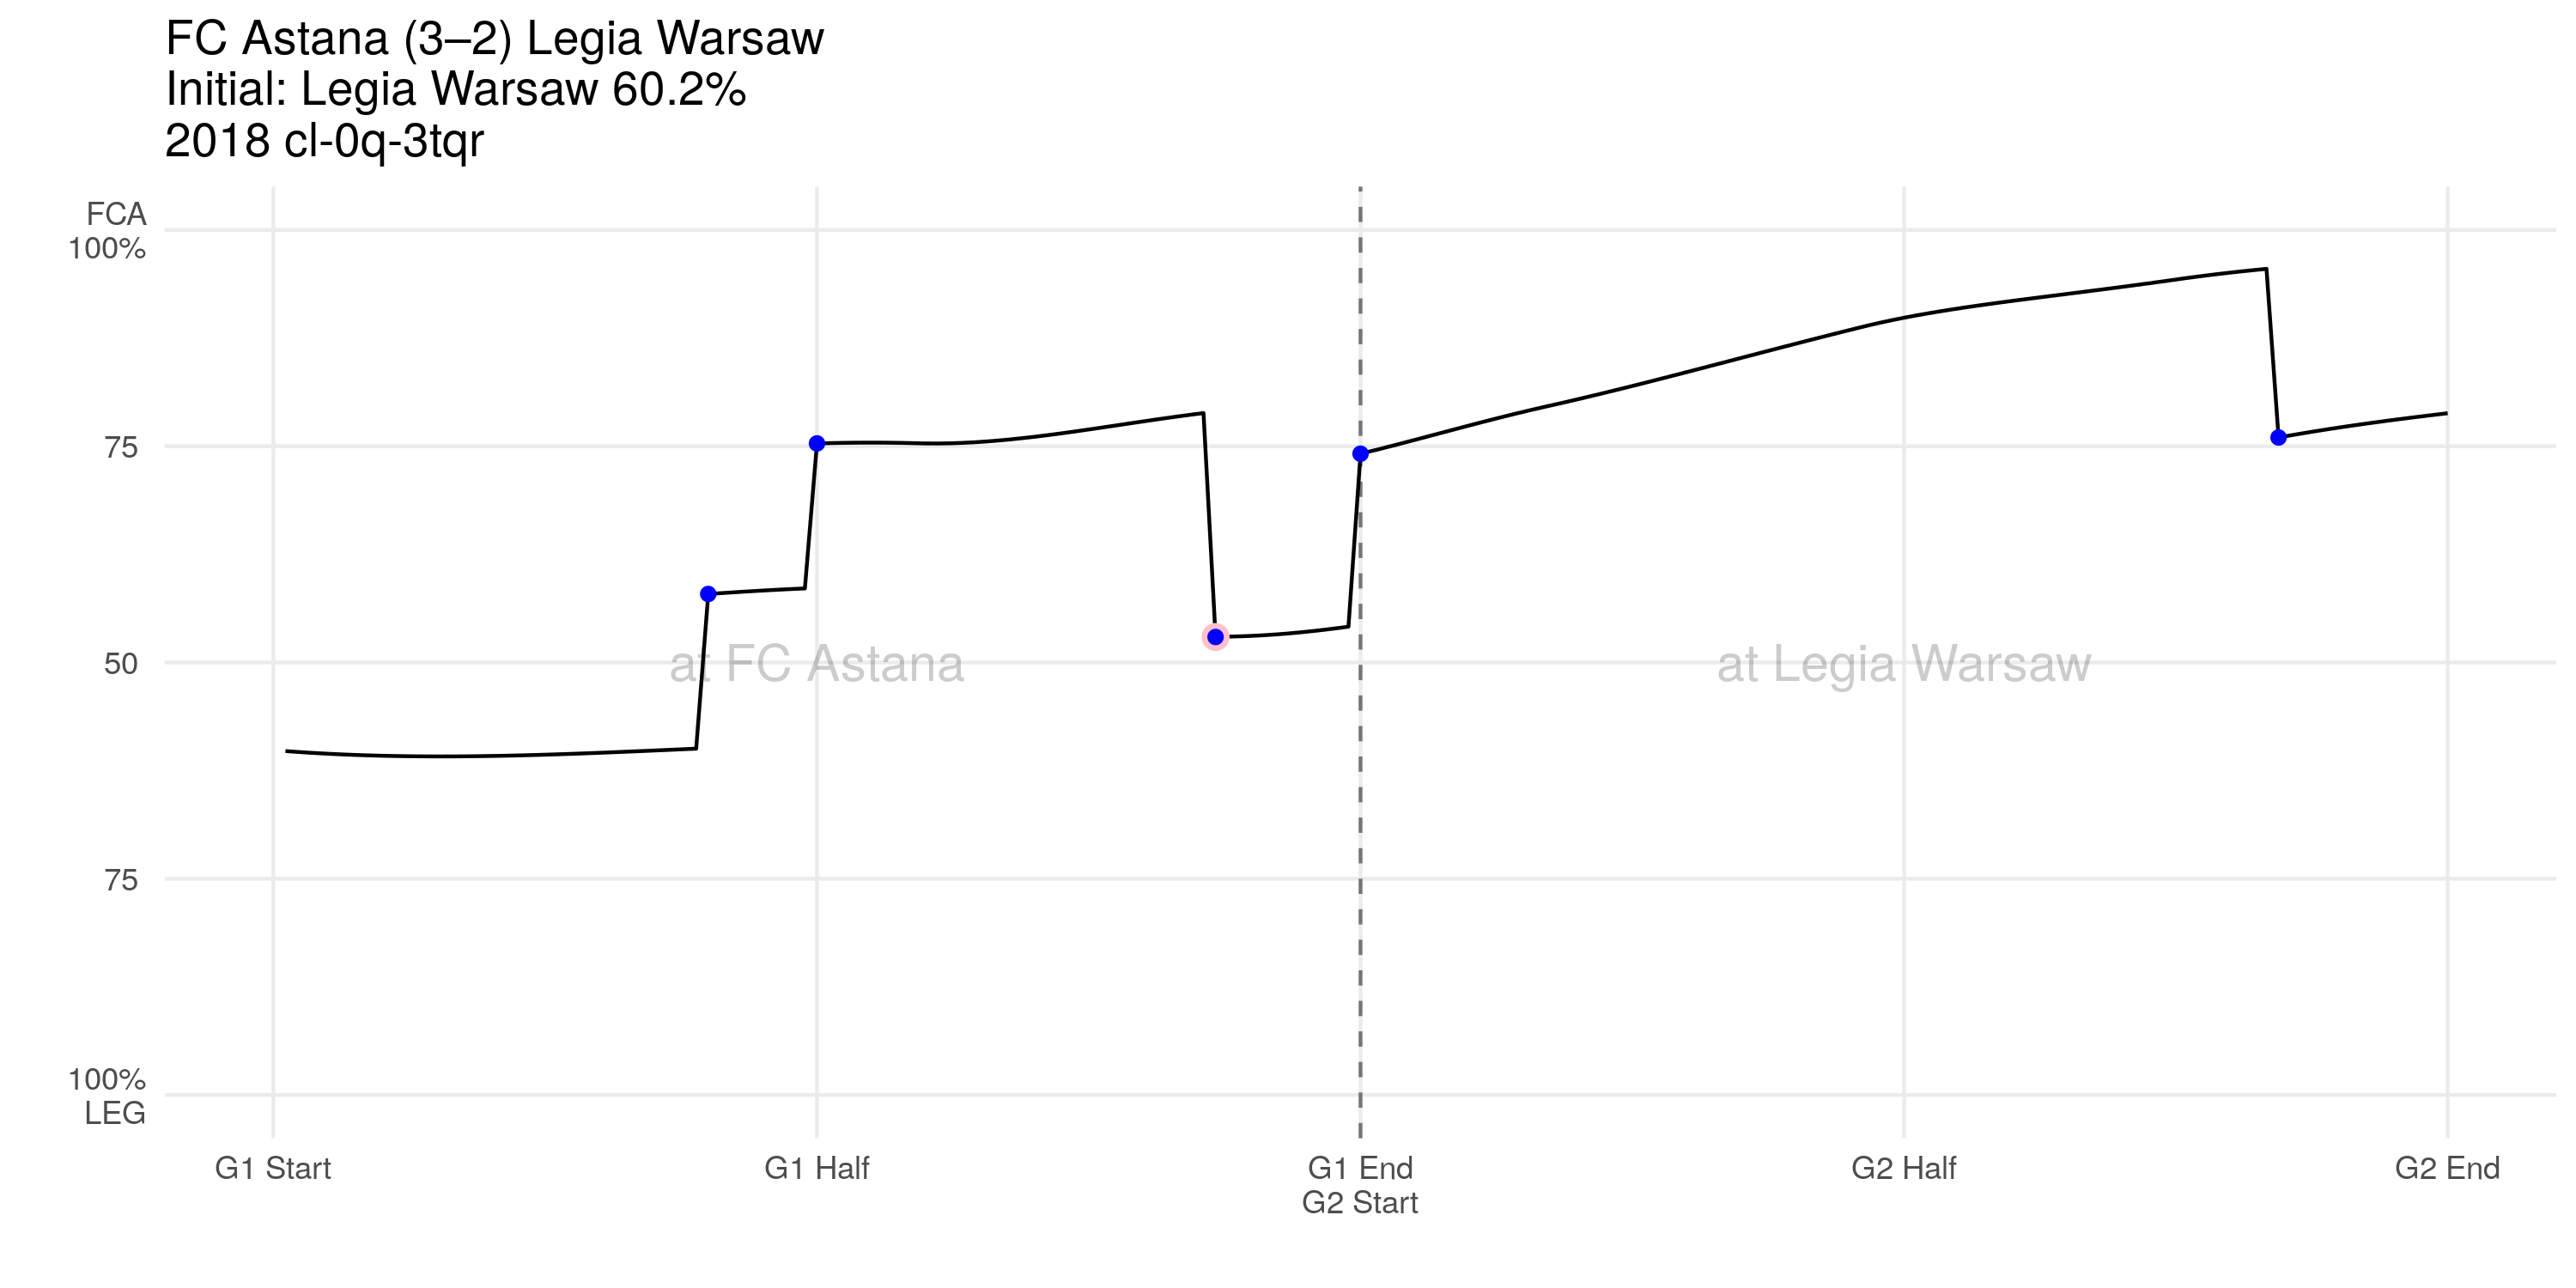 FC Astana (3–2) Legia Warsaw
Initial: Legia Warsaw 60.2%
2018 cl-0q-3tqr
FCA
100%
75
50
75
100%
LEG
at FC Astana
at Legia Warsaw
G1 Start
G1 Half
G1 End
G2 Start
G2 Half
G2 End